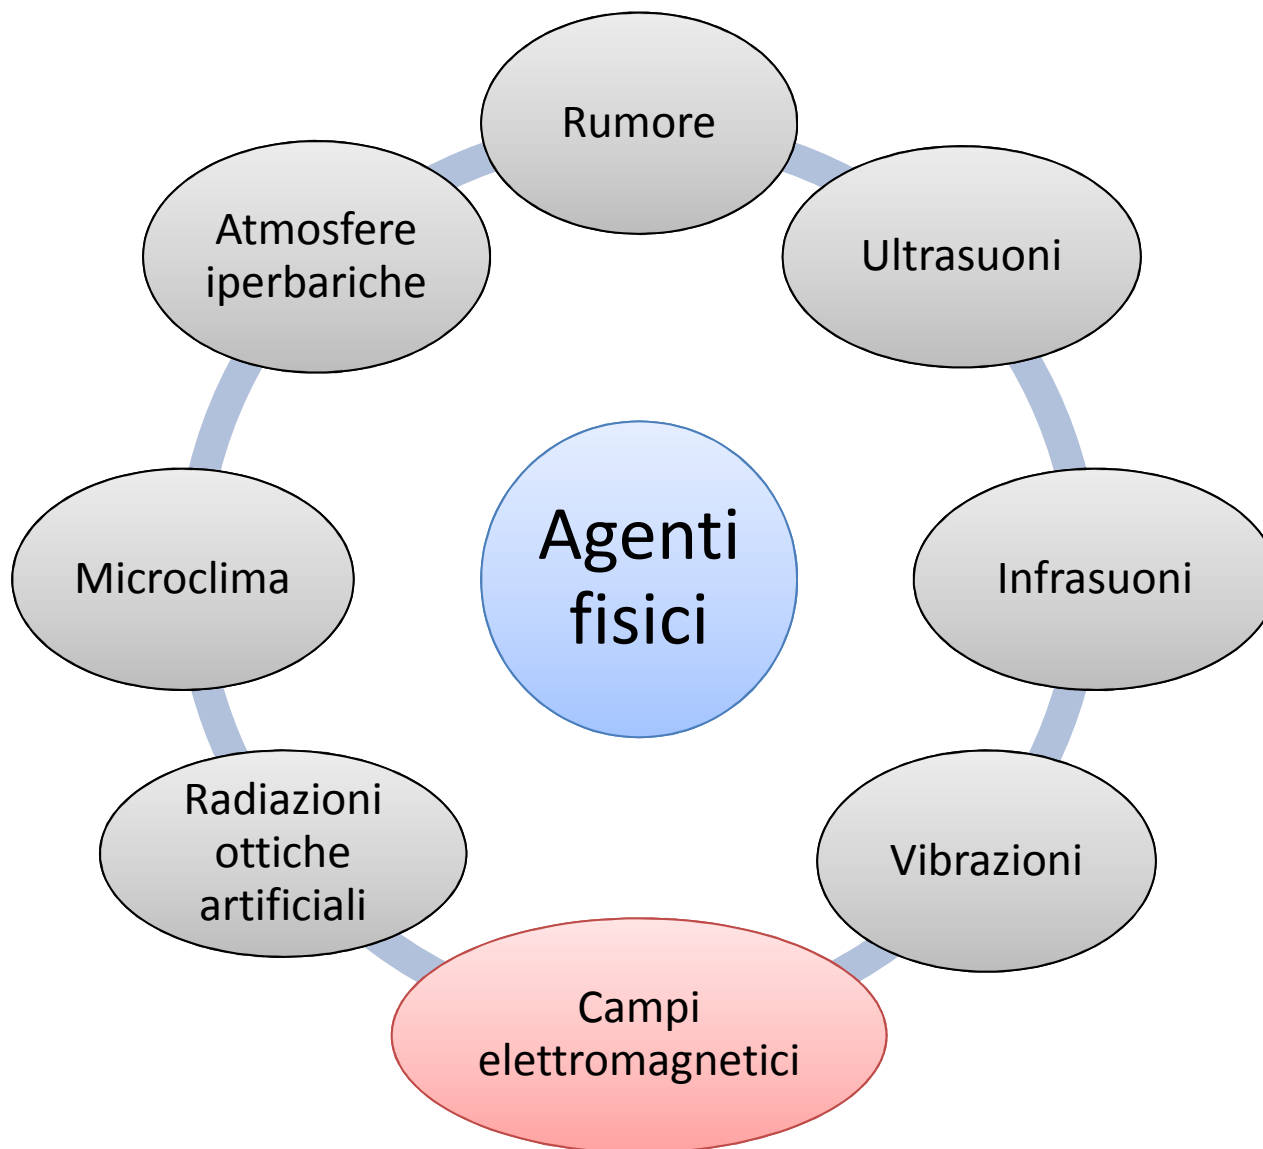 Rumore
Ultrasuoni
Infrasuoni
Vibrazioni
Campi
elettromagnetici
Radiazioni
ottiche
artificiali
Microclima
Atmosfere
iperbariche
Agenti
fisici